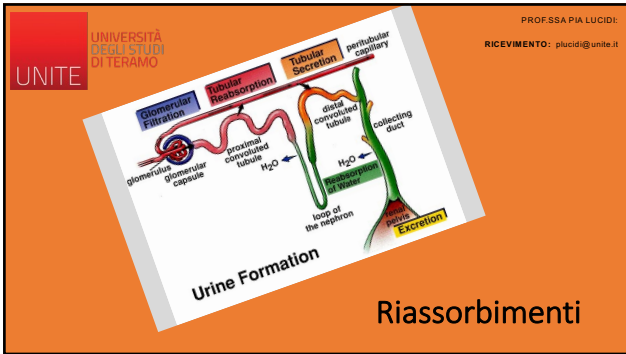 UNITE
UNIVERSITÀ
DEGLI STUDI
DI TERAMO
PROF.SSA PIA LUCIDI:
RICEVIMENTO: plucidi@unite.it
Glomerular
Filtration
Tubular
Reabsorption
Tubular
Secretion
peritubular
capillary
glomerulus
glomerular
capsule
proximal
convoluted
tubule
H2O
distal
convoluted
tubule
collecting
duct
H2O
Reabsorption
of Water
loop of
the nephron
renal
pelvis
Excretion
Urine Formation
Riassorbimenti